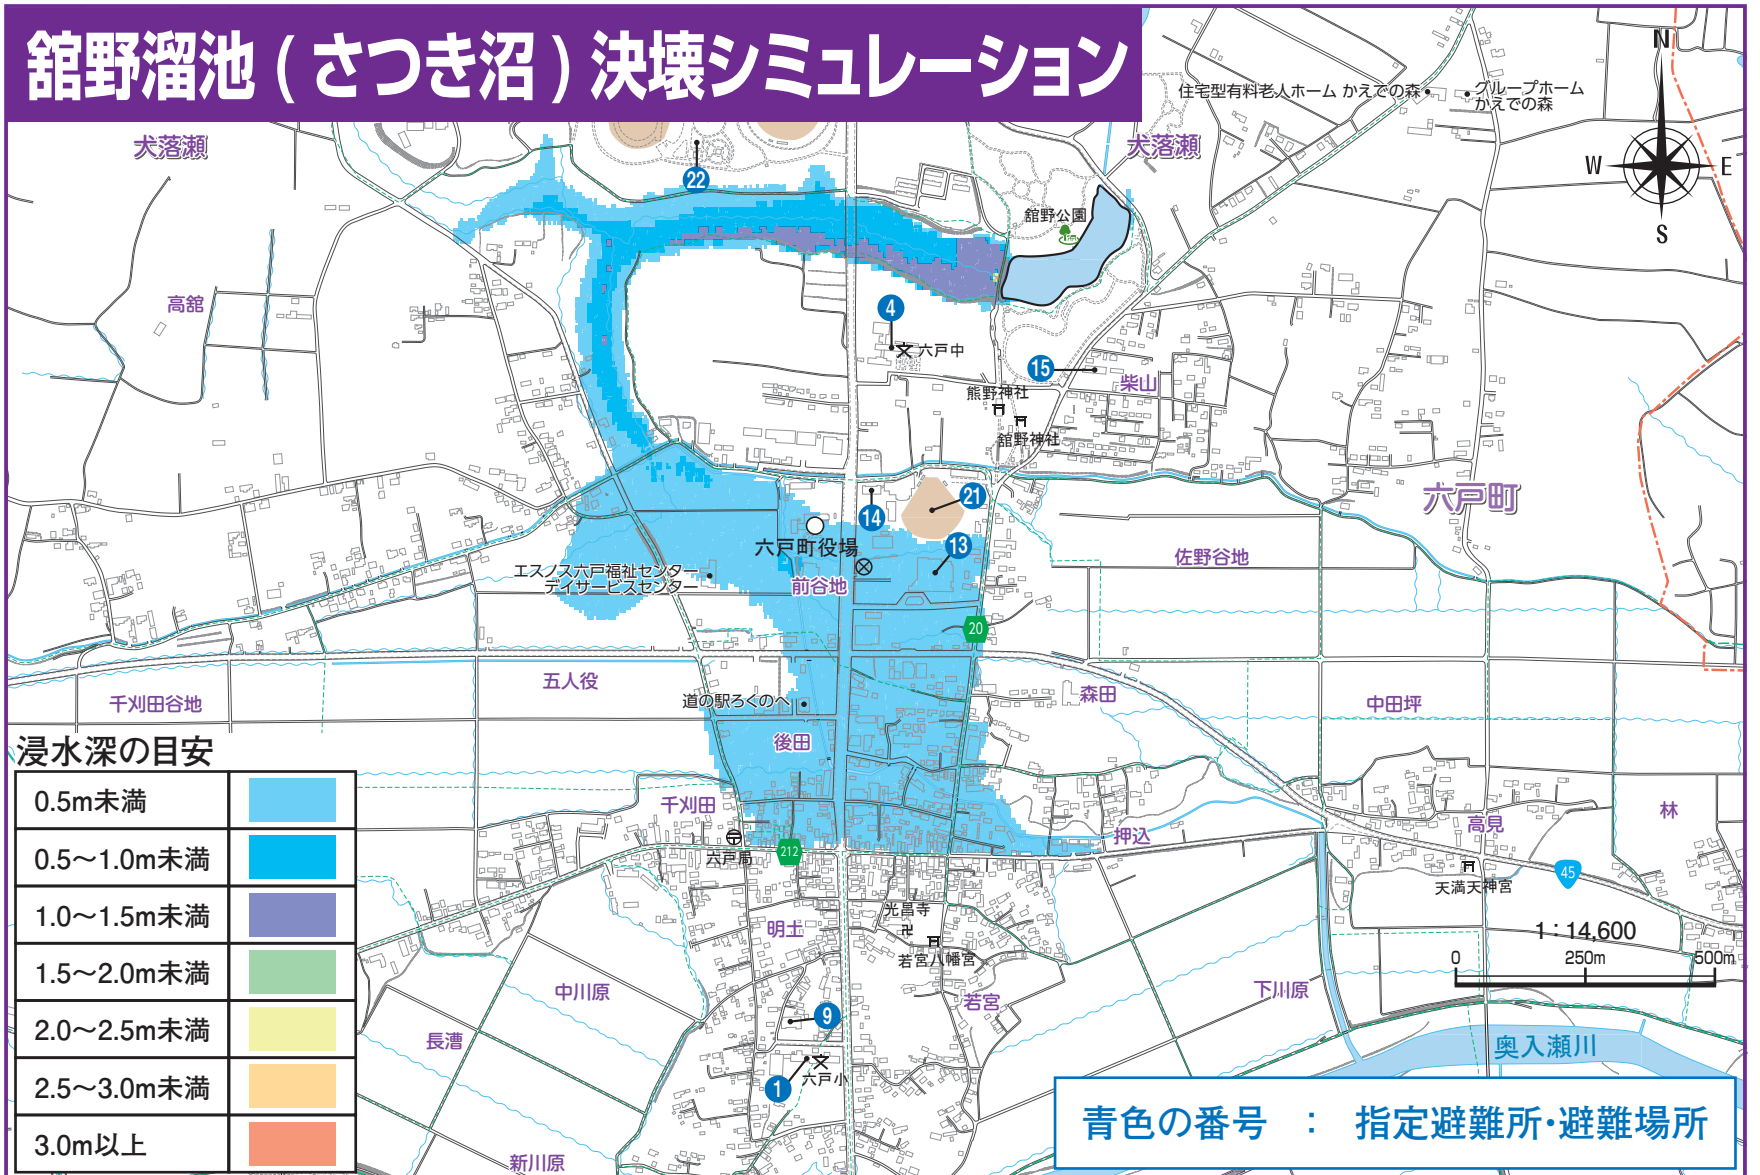 舘野溜池(さつき沼)決壊シミュレーション
住宅型有料老人ホーム かえでの森
グループホーム
かえでの森
N
W
E
S
犬落瀬
犬落瀬
22
舘野公園
高舘
4
六戸中
15
柴山
熊野神社
舘野神社
六戸町
21
14
13
六戸町役場
佐野谷地
エスノス六戸福祉センター
デイサービスセンター
前谷地
20
五人役
千刈田谷地
道の駅ろくのへ
森田
中田坪
後田
浸水深の目安
0.5m未満
0.5～1.0m未満
1.0～1.5m未満
1.5～2.0m未満
2.0～2.5m未満
2.5～3.0m未満
3.0m以上
千刈田
六戸局
212
押込
高見
林
天満天神宮
45
光昌寺
明土
若宮八幡宮
若宮
1：14,600
0
250m
500m
中川原
下川原
長漕
9
1
六戸小
新川原
奥入瀬川
青色の番号 ： 指定避難所・避難場所